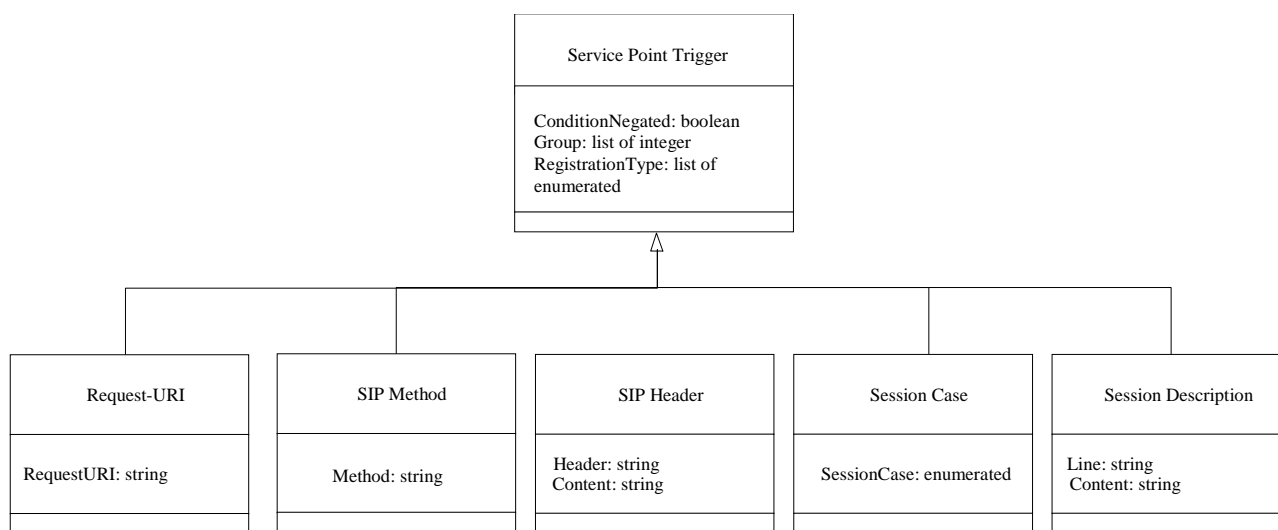 Service Point Trigger
ConditionNegated: boolean
Group: list of integer
RegistrationType: list of
enumerated
Request-URI
RequestURI: string
SIP Method
Method: string
SIP Header
Header: string
Content: string
Session Case
SessionCase: enumerated
Session Description
Line: string
Content: string